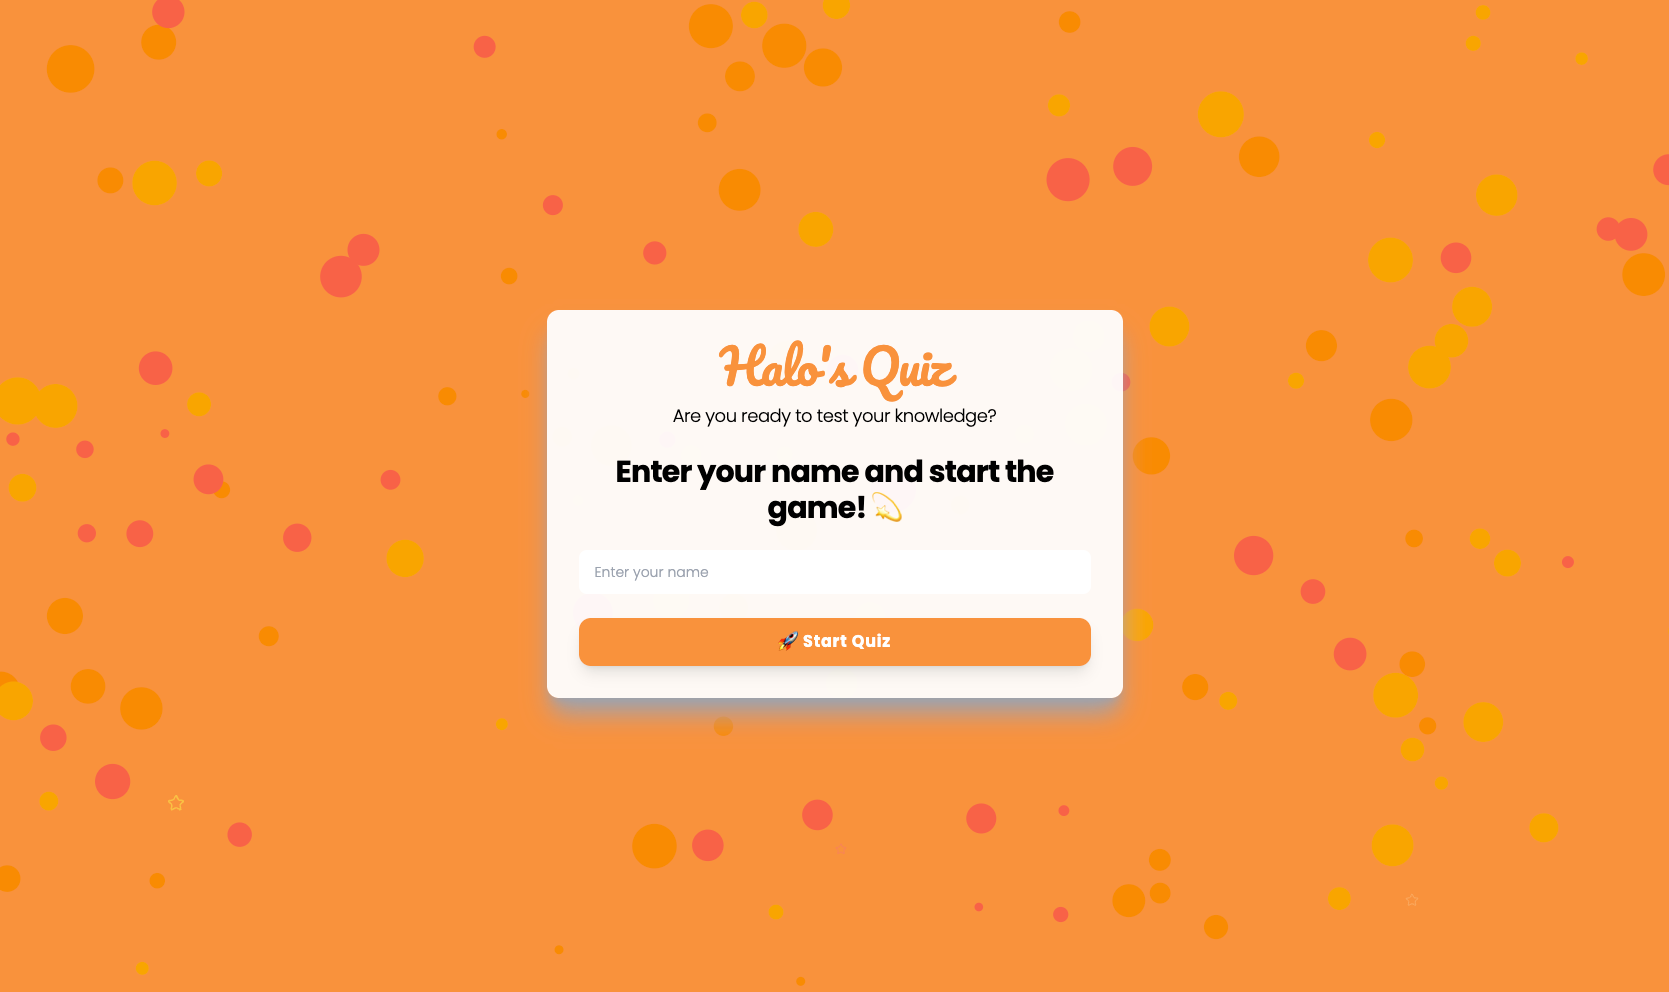 Halo's Quiz
Are you ready to test your knowledge?
Enter your name and start the
game! 💫
Enter your name
🚀 Start Quiz